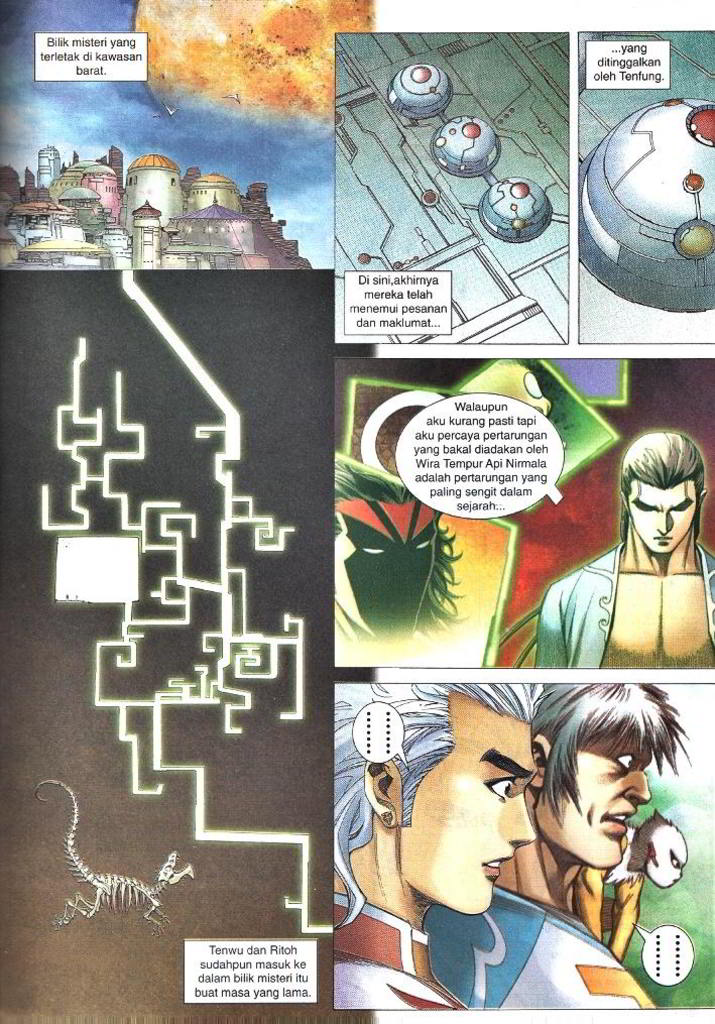 Bilik misteri yang
terletak di kawasan
barat.
Di sini,akhirnya
mereka telah
menemui pesanan
dan maklumat...
...yang
ditinggalkan
oleh Tenfung.
Walaupun
aku kurang pasti tapi
aku percaya pertarungan
yang bakal diadakan oleh
Wira Tempur Api Nirmala
adalah pertarungan yang
paling sengit dalam
sejarah...
Tenwu dan Ritoh
sudahpun masuk ke
dalam bilik misteri itu
buat masa yang lama.